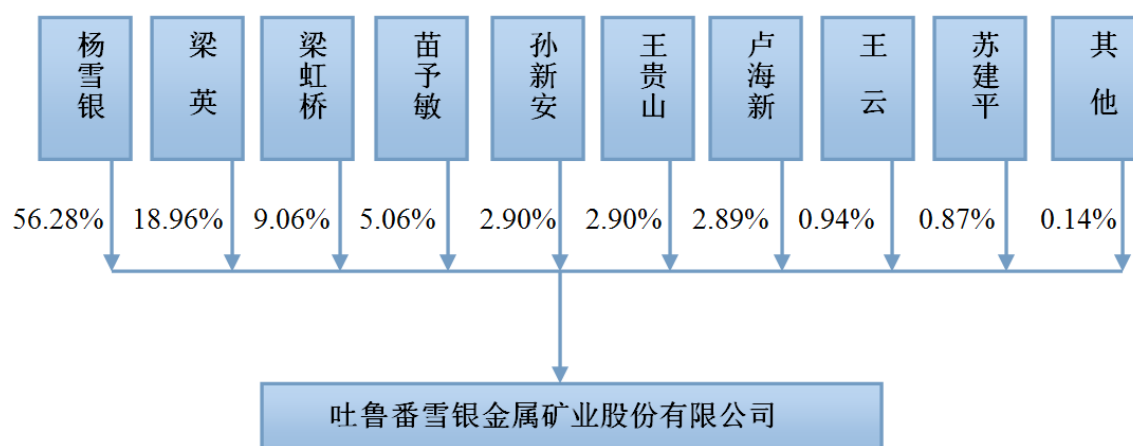 杨雪银
梁英
梁虹桥
苗予敏
孙新安
王贵山
卢海新
王云
苏建平
其他
56.28%
18.96%
9.06%
5.06%
2.90%
2.90%
2.89%
0.94%
0.87%
0.14%
吐鲁番雪银金属矿业股份有限公司